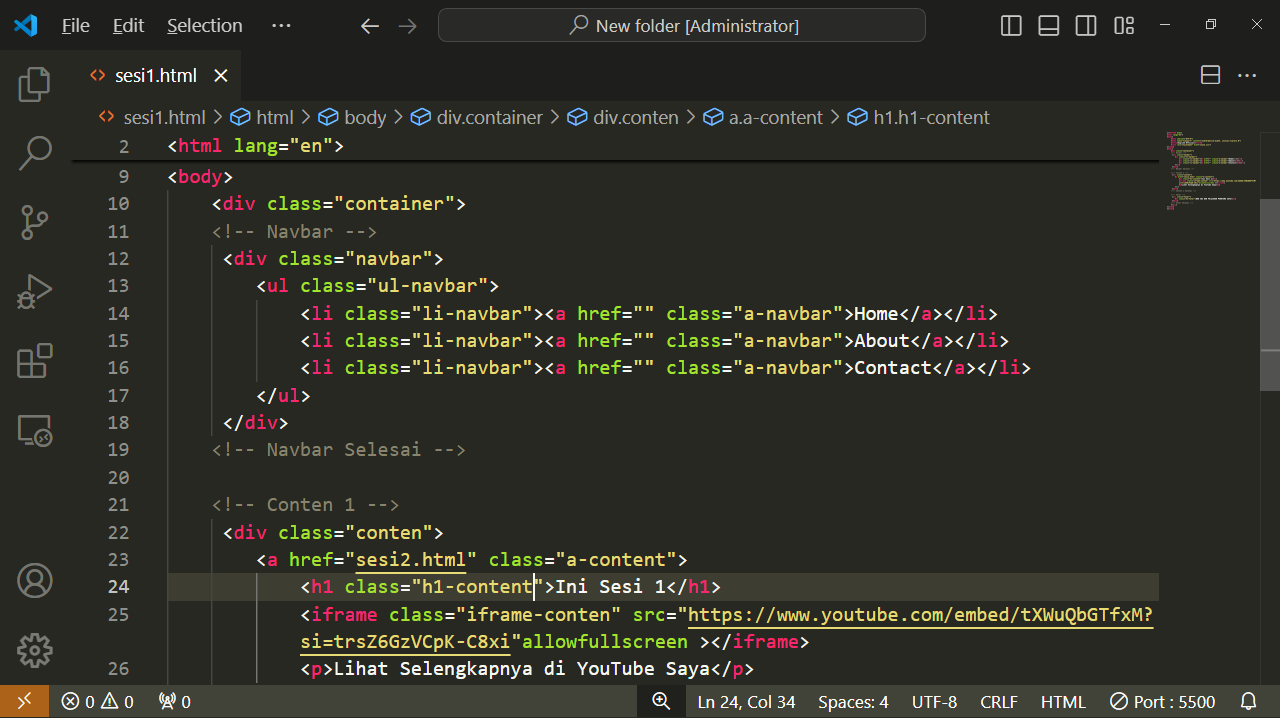 File Edit Selection ··· New folder [Administrator]
sesi1.html
sesi1.html > html > body > div.container > div.conten > a.a-content > h1.h1-content
2 <html lang="en">
9 <body>
10 <div class="container">
11 <!-- Navbar -->
12 <div class="navbar">
13 <ul class="ul-navbar">
14 <li class="li-navbar"><a href="" class="a-navbar">Home</a></li>
15 <li class="li-navbar"><a href="" class="a-navbar">About</a></li>
16 <li class="li-navbar"><a href="" class="a-navbar">Contact</a></li>
17 </ul>
18 </div>
19 <!-- Navbar Selesai -->
20
21 <!-- Conten 1 -->
22 <div class="conten">
23 <a href="sesi2.html" class="a-content">
24 <h1 class="h1-content">Ini Sesi 1</h1>
25 <iframe class="iframe-conten" src="https://www.youtube.com/embed/tXWuQbGTfxM?
si=trsZ6GzVCpK-C8xi"allowfullscreen ></iframe>
26 <p>Lihat Selengkapnya di YouTube Saya</p>
0 0 0 Ln 24, Col 34 Spaces: 4 UTF-8 CRLF HTML Port : 5500